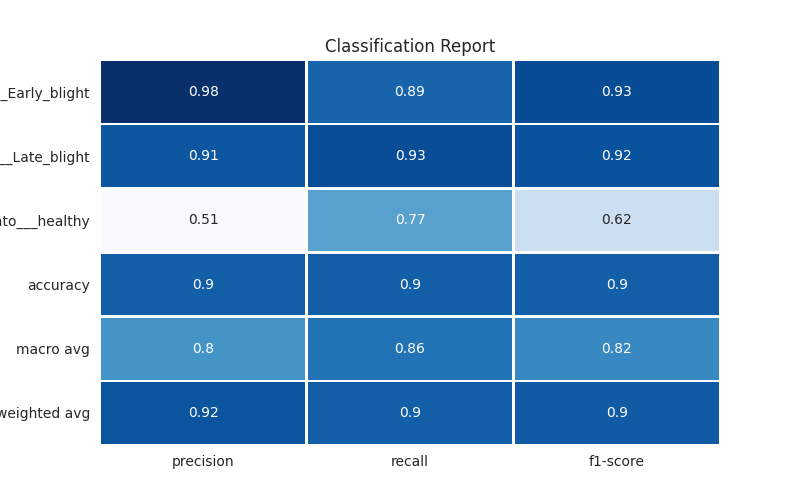 Classification Report
_Early_blight 0.98 0.89 0.93
__Late_blight 0.91 0.93 0.92
ato___healthy 0.51 0.77 0.62
accuracy 0.9 0.9 0.9
macro avg 0.8 0.86 0.82
weighted avg 0.92 0.9 0.9
precision recall f1-score